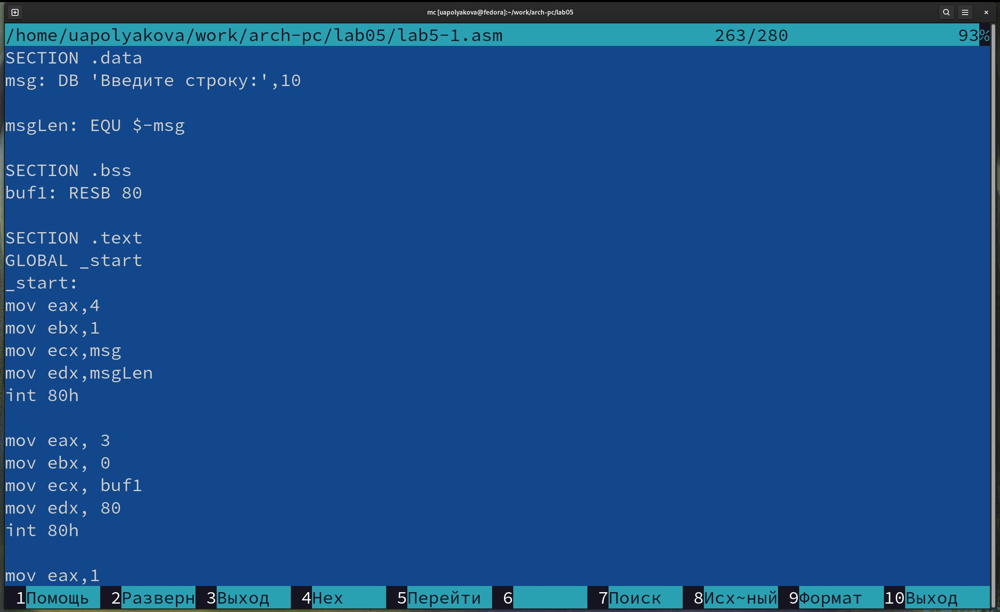 mc [uapolyakova@fedora]:~/work/arch-pc/lab05
/home/uapolyakova/work/arch-pc/lab05/lab5-1.asm 263/280 93%
SECTION .data
msg: DB 'Введите строку:',10
msgLen: EQU $-msg
SECTION .bss
buf1: RESB 80
SECTION .text
GLOBAL _start
_start:
mov eax,4
mov ebx,1
mov ecx,msg
mov edx,msgLen
int 80h
mov eax, 3
mov ebx, 0
mov ecx, buf1
mov edx, 80
int 80h
mov eax,1
1Помощь 2Разверн 3Выход 4Hex 5Перейти 6 7Поиск 8Исх~ный 9Формат 10Выход